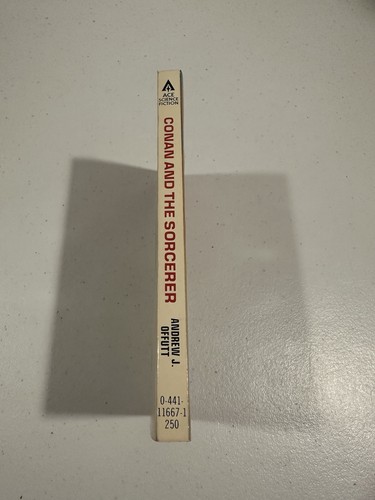 ACE
SCIENCE
FICTION
CONAN AND THE SORCERER
ANDREW J.
OFFUTT
0-441-
11667-1
250